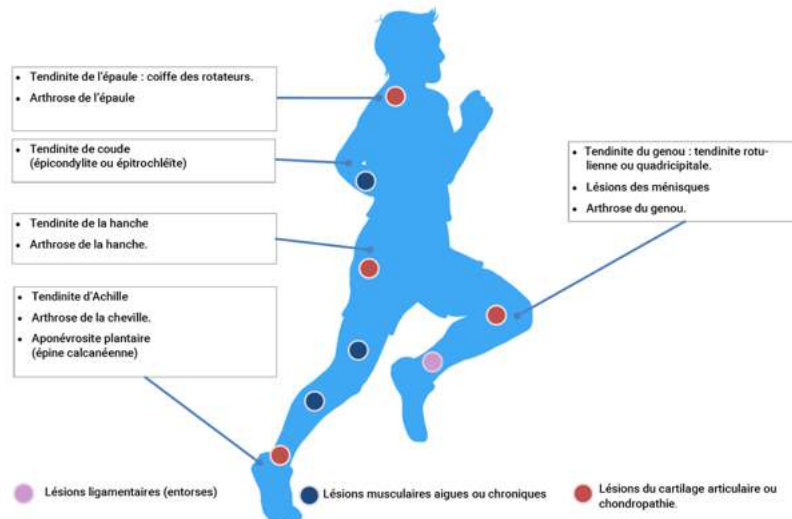 Tendinite de l'épaule : coiffe des rotateurs.
Arthrose de l'épaule
Tendinite de coude
(épicondylite ou épitrochléïte)
Tendinite de la hanche
Arthrose de la hanche.
Tendinite d'Achille
Arthrose de la cheville.
Aponévrosite plantaire
(épine calcanéenne)
Tendinite du genou : tendinite rotu-
lienne ou quadricipitale.
Lésions des ménisques
Arthrose du genou.
Lésions ligamentaires (entorses)
Lésions musculaires aigues ou chroniques
Lésions du cartilage articulaire ou
chondropathie.